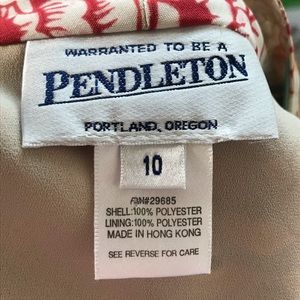 WARRANTED TO BE A
PENDLETON
PORTLAND, OREGON
10
RN#29685
SHELL:100% POLYESTER
LINING:100% POLYESTER
MADE IN HONG KONG
SEE REVERSE FOR CARE